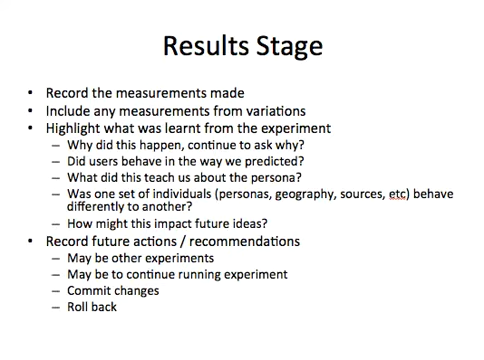 Results Stage
• Record the measurements made
• Include any measurements from variations
• Highlight what was learnt from the experiment
– Why did this happen, continue to ask why?
– Did users behave in the way we predicted?
– What did this teach us about the persona?
– Was one set of individuals (personas, geography, sources, etc) behave
differently to another?
– How might this impact future ideas?
• Record future actions / recommendations
– May be other experiments
– May be to continue running experiment
– Commit changes
– Roll back